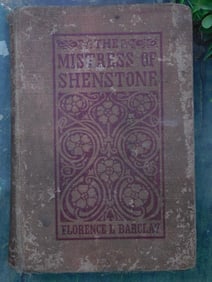 THE
MISTRESS OF
SHENSTONE
FLORENCE L BARCLAY